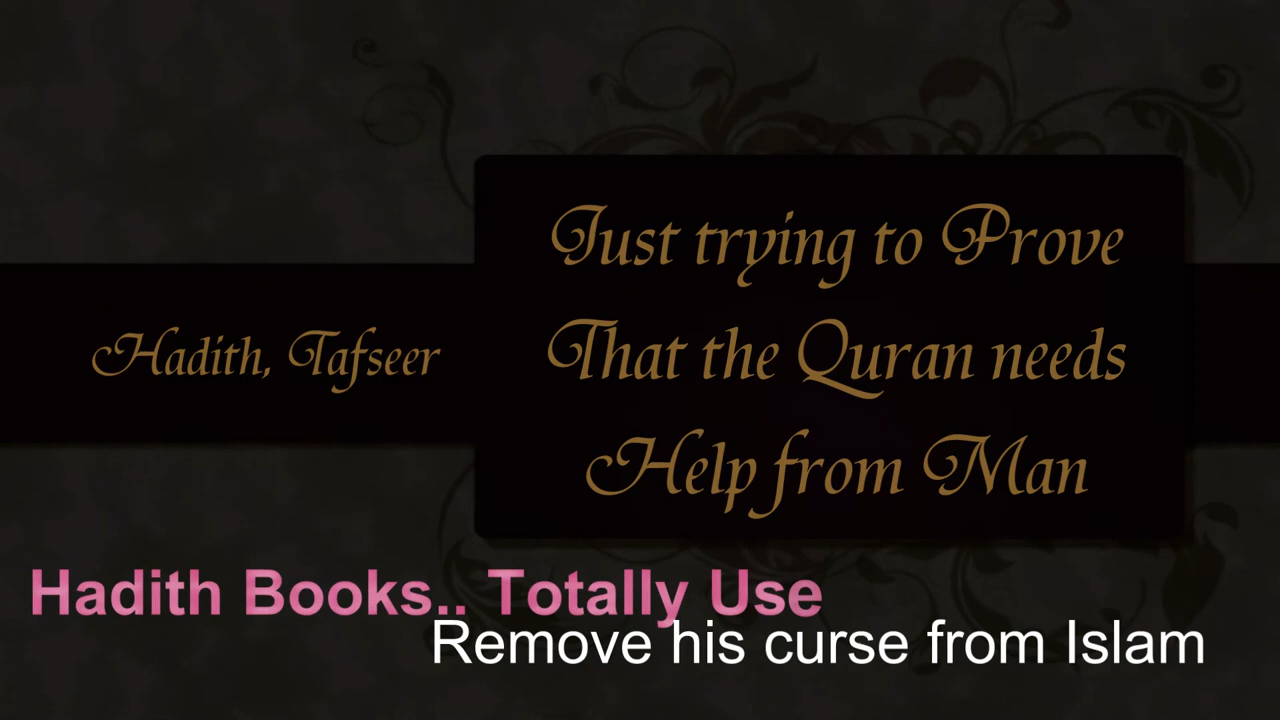 Just trying to Prove
That the Quran needs
Help from Man
Hadith, Tafseer
Hadith Books.. Totally Use
Remove his curse from Islam